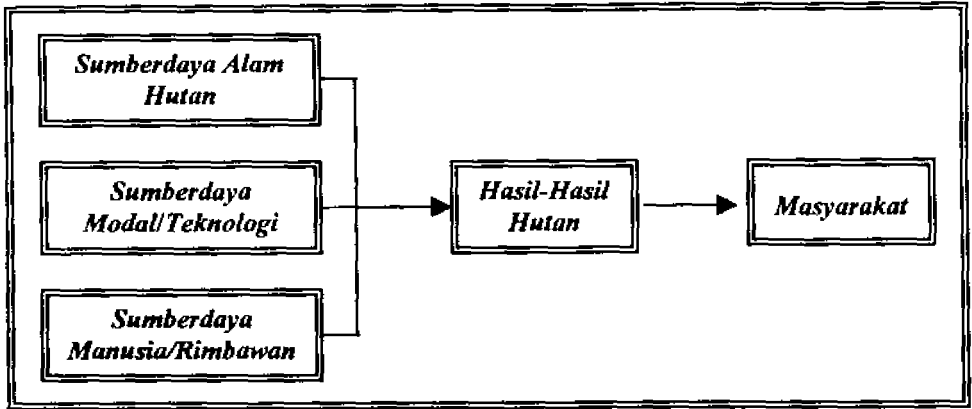 Sumberdaya Alam
Hutan
Sumberdaya
Modal/Teknologi
Sumberdaya
Manusia/Rimbawan
Hasil-Hasil
Hutan
Masyarakat